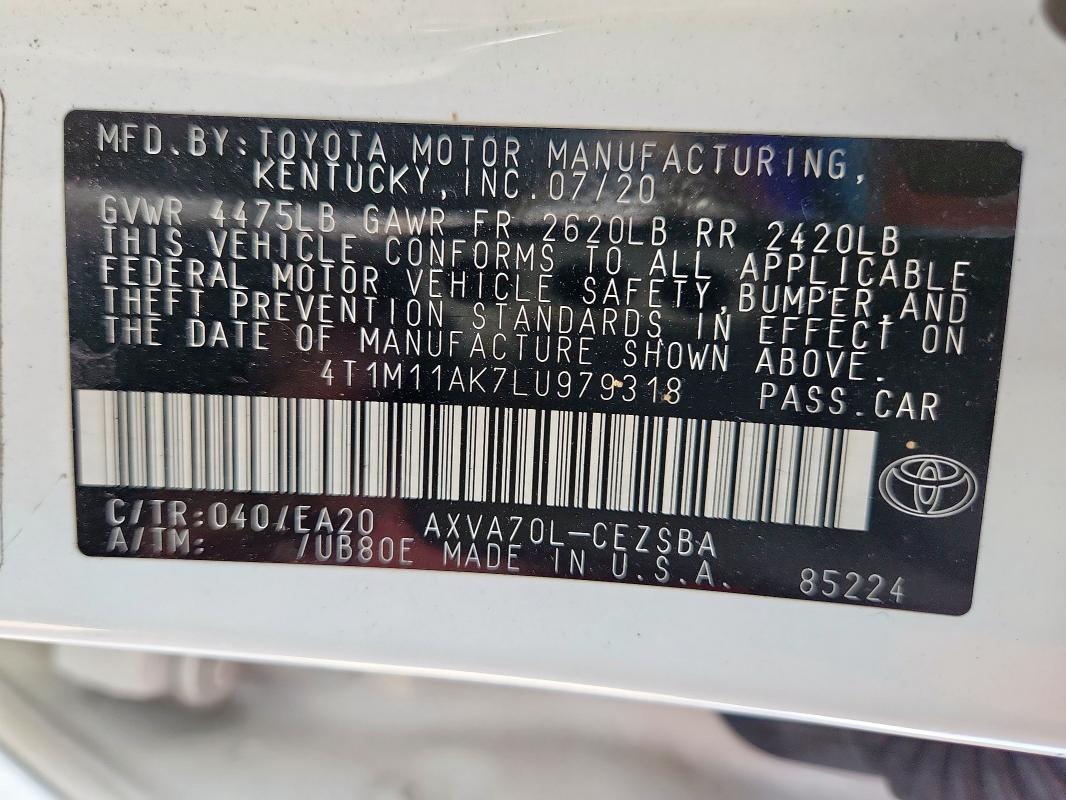 MFD.BY:TOYOTA MOTOR MANUFACTURING,
KENTUCKY, INC. 07/20
GVWR 4475LB GAWR FR 2620LB RR 2420LB
THIS VEHICLE CONFORMS TO ALL APPLICABLE
FEDERAL MOTOR VEHICLE SAFETY,BUMPER,AND
THEFT PREVENTION STANDARDS IN EFFECT ON
THE DATE OF MANUFACTURE SHOWN ABOVE.
4T1M11AK7LU979318 PASS.CAR
C/TR:040/EA20 AXVA70L-CEZSBA
A/TM: /UB80E MADE IN U.S.A. 85224